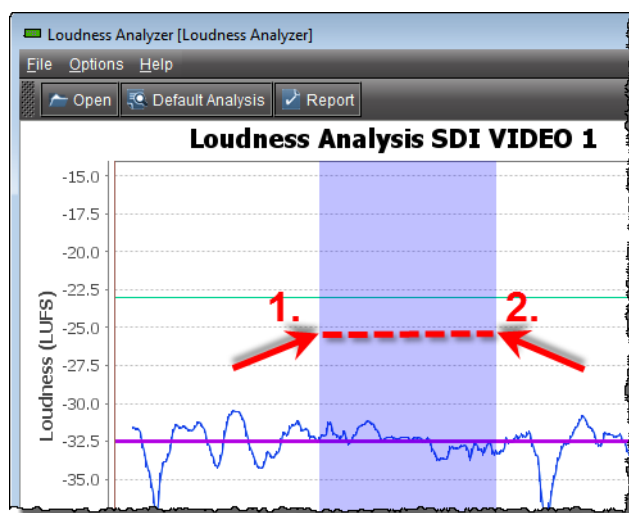 Loudness Analyzer [Loudness Analyzer]
File Options Help
Open Default Analysis Report
Loudness Analysis SDI VIDEO 1
Loudness (LUFS)
-15.0
-17.5
-20.0
-22.5
1. 2.
-25.0
-27.5
-30.0
-32.5
-35.0